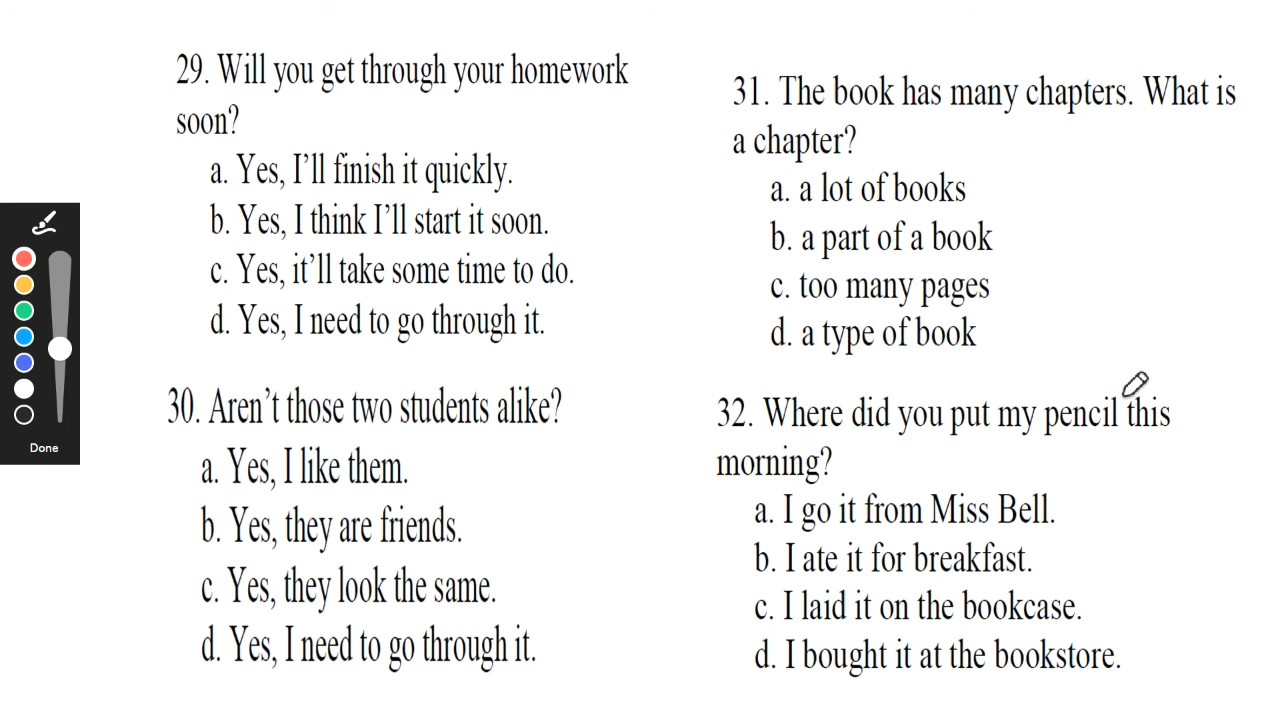 29. Will you get through your homework
soon?
a. Yes, I’ll finish it quickly.
b. Yes, I think I’ll start it soon.
c. Yes, it’ll take some time to do.
d. Yes, I need to go through it.
30. Aren’t those two students alike?
a. Yes, I like them.
b. Yes, they are friends.
c. Yes, they look the same.
d. Yes, I need to go through it.
31. The book has many chapters. What is
a chapter?
a. a lot of books
b. a part of a book
c. too many pages
d. a type of book
32. Where did you put my pencil this
morning?
a. I go it from Miss Bell.
b. I ate it for breakfast.
c. I laid it on the bookcase.
d. I bought it at the bookstore.
Done